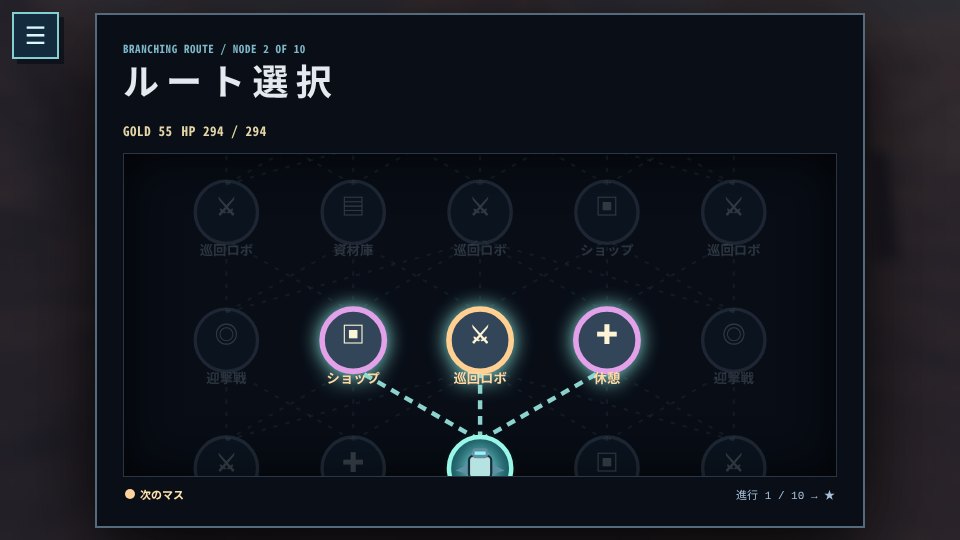 BRANCHING ROUTE / NODE 2 OF 10
ルート選択
GOLD 55 HP 294 / 294
巡回ロボ 資材庫 巡回ロボ ショップ 巡回ロボ
迎撃戦 ショップ 巡回ロボ 休憩 迎撃戦
次のマス
進行 1 / 10 → ★